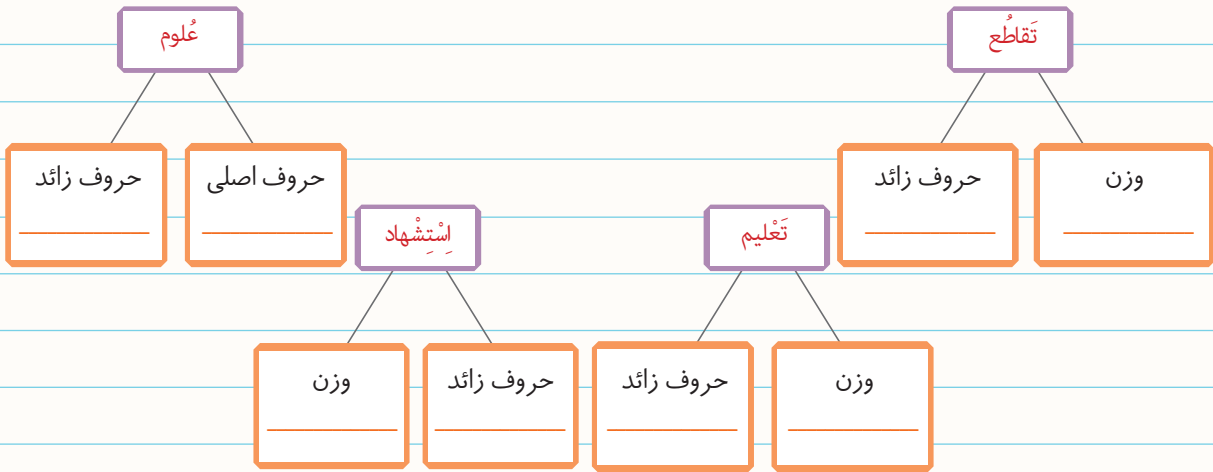 تَقاطُع
عُلوم
وزن
حروف زائد
حروف اصلی
حروف زائد
تَعْلیم
اِسْتِشْهاد
وزن
حروف زائد
حروف زائد
وزن